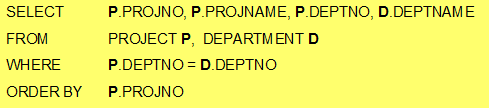 SELECT P.PROJNO, P.PROJNAME, P.DEPTNO, D.DEPTNAME
FROM PROJECT P, DEPARTMENT D
WHERE P.DEPTNO = D.DEPTNO
ORDER BY P.PROJNO